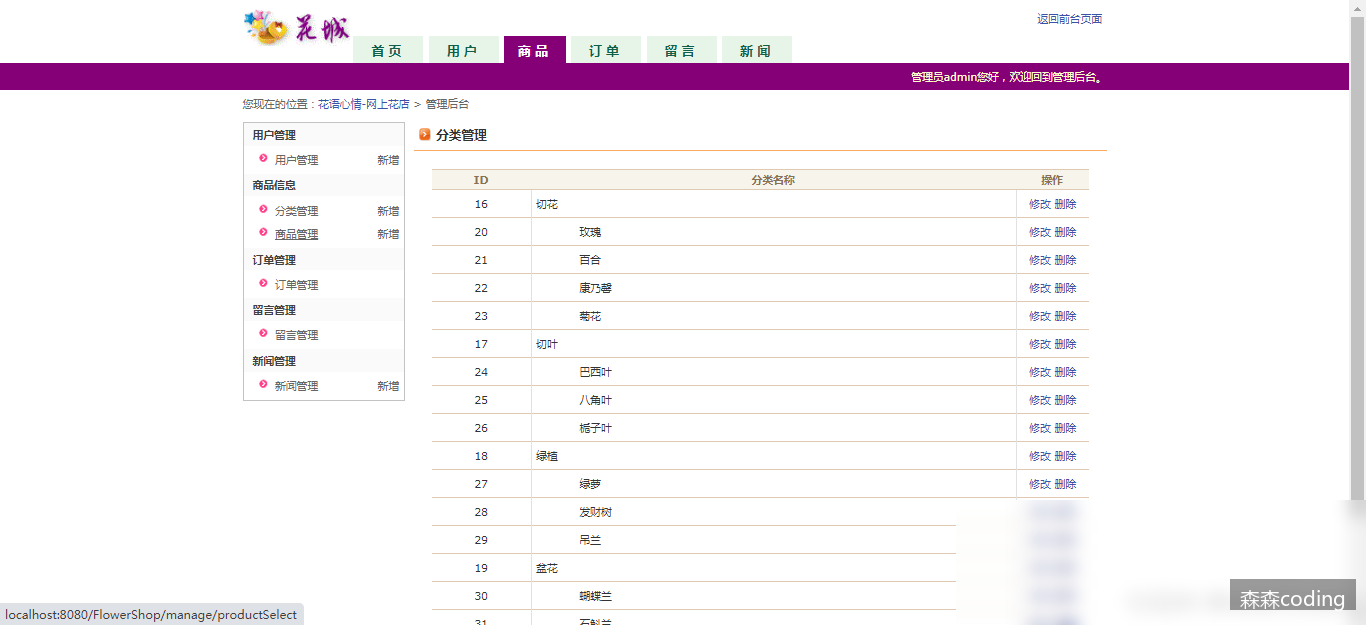 花城
返回前台页面
首 页 用 户 商 品 订 单 留 言 新 闻
管理员admin您好，欢迎回到管理后台。
您现在的位置：花语心情-网上花店 > 管理后台
用户管理
用户管理 新增
商品信息
分类管理 新增
商品管理 新增
订单管理
订单管理
留言管理
留言管理
新闻管理
新闻管理 新增
分类管理
ID 分类名称 操作
16 切花 修改 删除
20 玫瑰 修改 删除
21 百合 修改 删除
22 康乃馨 修改 删除
23 菊花 修改 删除
17 切叶 修改 删除
24 巴西叶 修改 删除
25 八角叶 修改 删除
26 栀子叶 修改 删除
18 绿植 修改 删除
27 绿萝 修改 删除
28 发财树
29 吊兰
19 盆花
30 蝴蝶兰
31 石斛兰
localhost:8080/FlowerShop/manage/productSelect
森森coding